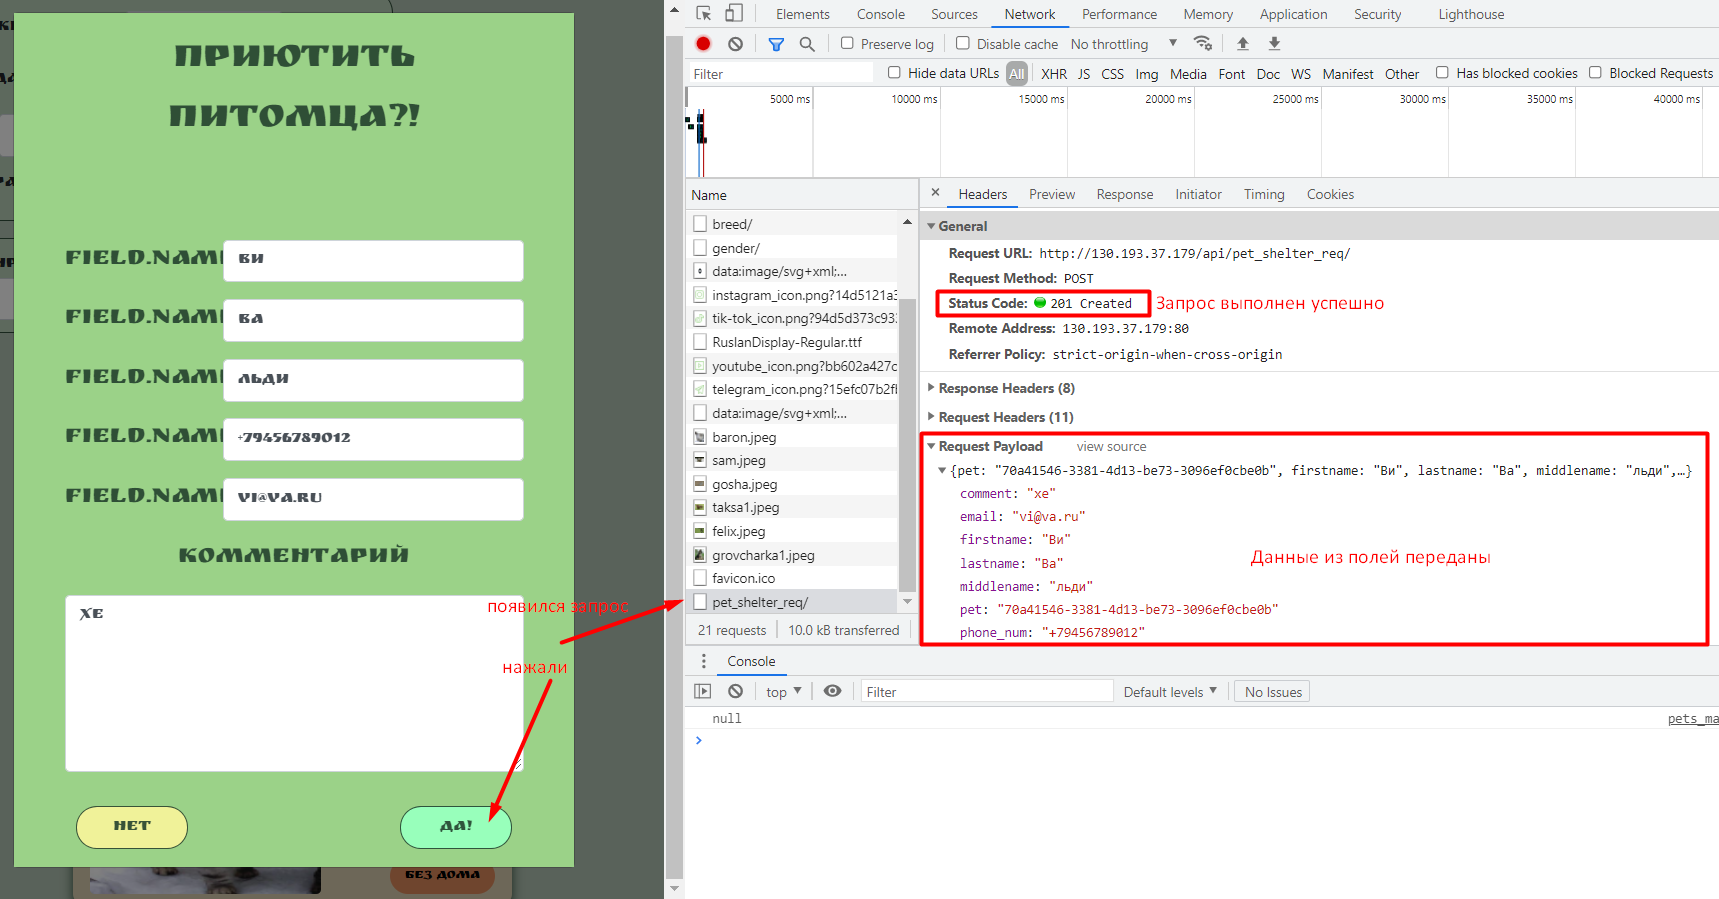 ПРИЮТИТЬ
ПИТОМЦА?!
FIELD.NAME
ВИ
FIELD.NAME
ВА
FIELD.NAME
ЛЬДИ
FIELD.NAME
+79456789012
FIELD.NAME
VI@VA.RU
КОММЕНТАРИЙ
ХЕ
появился запрос
нажали
НЕТ
ДА!
БЕЗ ДОМА
Elements Console Sources Network Performance Memory Application Security Lighthouse
Preserve log Disable cache No throttling
Filter Hide data URLs All XHR JS CSS Img Media Font Doc WS Manifest Other Has blocked cookies Blocked Requests
5000 ms 10000 ms 15000 ms 20000 ms 25000 ms 30000 ms 35000 ms 40000 ms
Name
breed/
gender/
data:image/svg+xml;...
instagram_icon.png?14d5121a3
tik-tok_icon.png?94d5d373c93
RuslanDisplay-Regular.ttf
youtube_icon.png?bb602a427c
telegram_icon.png?15efc07b2fb
data:image/svg+xml;...
baron.jpeg
sam.jpeg
gosha.jpeg
taksa1.jpeg
felix.jpeg
grovcharka1.jpeg
favicon.ico
pet_shelter_req/
21 requests 10.0 kB transferred
× Headers Preview Response Initiator Timing Cookies
General
Request URL: http://130.193.37.179/api/pet_shelter_req/
Request Method: POST
Status Code: 201 Created Запрос выполнен успешно
Remote Address: 130.193.37.179:80
Referrer Policy: strict-origin-when-cross-origin
Response Headers (8)
Request Headers (11)
Request Payload view source
{pet: "70a41546-3381-4d13-be73-3096ef0cbe0b", firstname: "Ви", lastname: "Ва", middlename: "льди",…}
comment: "хе"
email: "vi@va.ru"
firstname: "Ви"
lastname: "Ва"
middlename: "льди"
pet: "70a41546-3381-4d13-be73-3096ef0cbe0b"
phone_num: "+79456789012"
Данные из полей переданы
Console
top Filter Default levels No Issues
null pets_ma